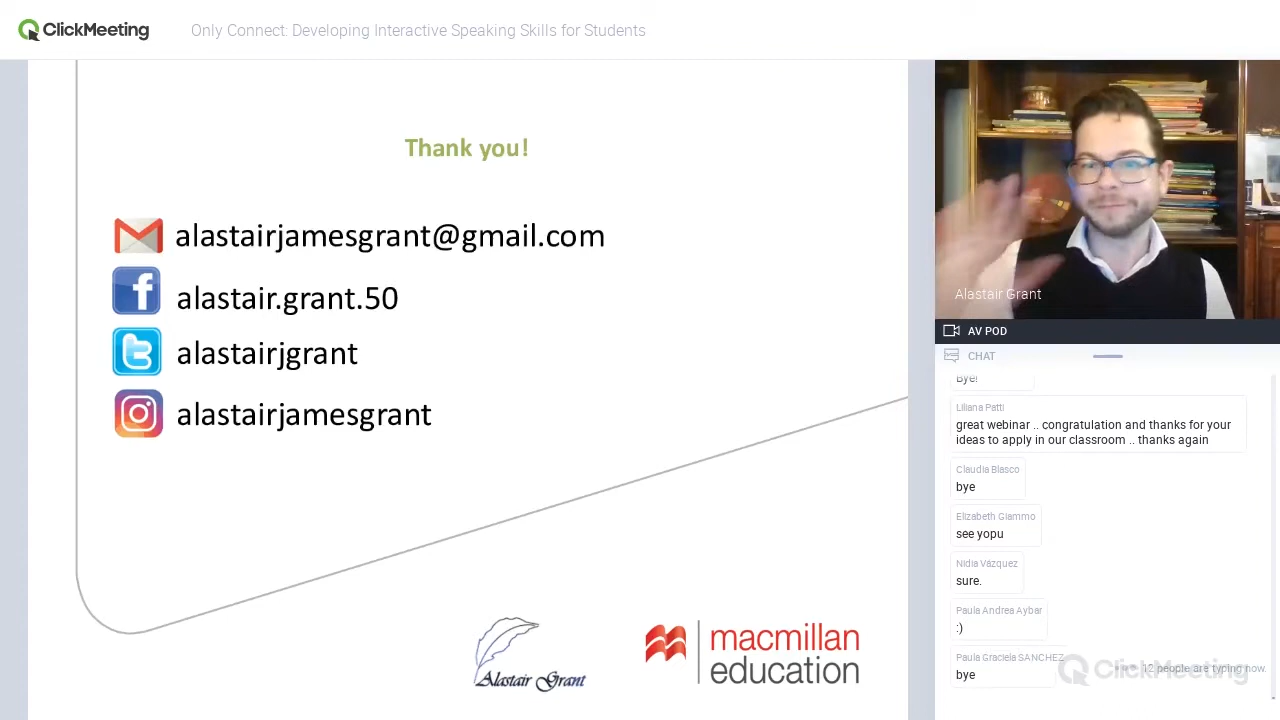 ClickMeeting
Only Connect: Developing Interactive Speaking Skills for Students
Thank you!
alastairjamesgrant@gmail.com
alastair.grant.50
alastairjgrant
alastairjamesgrant
Alastair Grant
macmillan
education
Alastair Grant
AV POD
CHAT
Bye!
Liliana Patti
great webinar .. congratulation and thanks for your
ideas to apply in our classroom .. thanks again
Claudia Blasco
bye
Elizabeth Giammo
see yopu
Nidia Vázquez
sure.
Paula Andrea Aybar
:)
Paula Graciela SANCHEZ
bye
12 people are typing now.
ClickMeeting